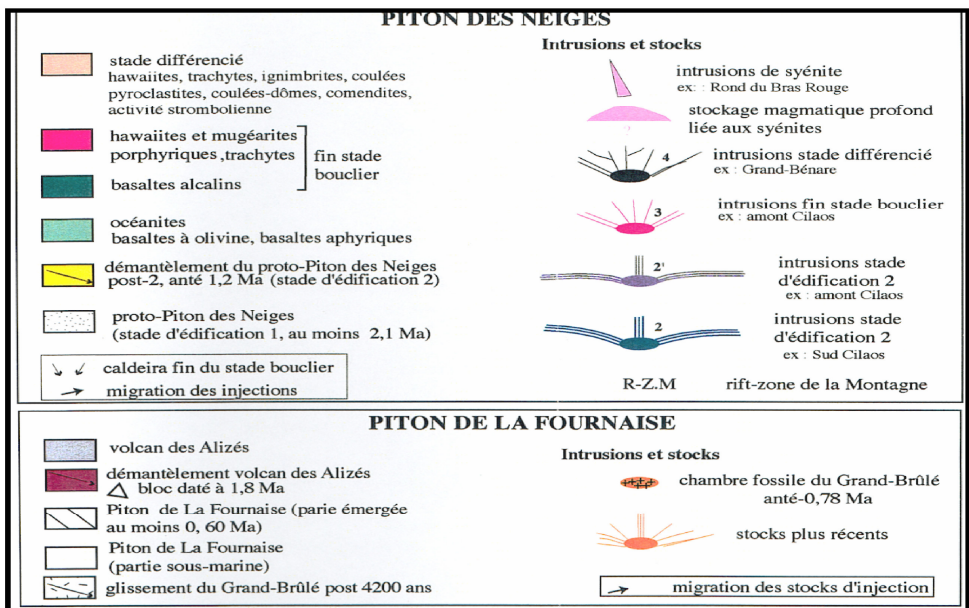 PITON DES NEIGES
stade différencié
hawaiites, trachytes, ignimbrites, coulées
pyroclastites, coulées-dômes, comendites,
activité strombolienne
hawaiites et mugéarites
porphyriques ,trachytes
fin stade
bouclier
basaltes alcalins
océanites
basaltes à olivine, basaltes aphyriques
démantèlement du proto-Piton des Neiges
post-2, anté 1,2 Ma (stade d'édification 2)
proto-Piton des Neiges
(stade d'édification 1, au moins 2,1 Ma)
caldeira fin du stade bouclier
migration des injections
Intrusions et stocks
intrusions de syénite
ex: : Rond du Bras Rouge
stockage magmatique profond
liée aux syénites
4
intrusions stade différencié
ex : Grand-Bénare
3
intrusions fin stade bouclier
ex : amont Cilaos
2'
intrusions stade
d'édification 2
ex : amont Cilaos
2
intrusions stade
d'édification 2
ex : Sud Cilaos
R-Z.M rift-zone de la Montagne
PITON DE LA FOURNAISE
volcan des Alizés
démantèlement volcan des Alizés
bloc daté à 1,8 Ma
Piton de La Fournaise (parie émergée
au moins 0, 60 Ma)
Piton de La Fournaise
(partie sous-marine)
glissement du Grand-Brûlé post 4200 ans
Intrusions et stocks
chambre fossile du Grand-Brûlé
anté-0,78 Ma
stocks plus récents
migration des stocks d'injection